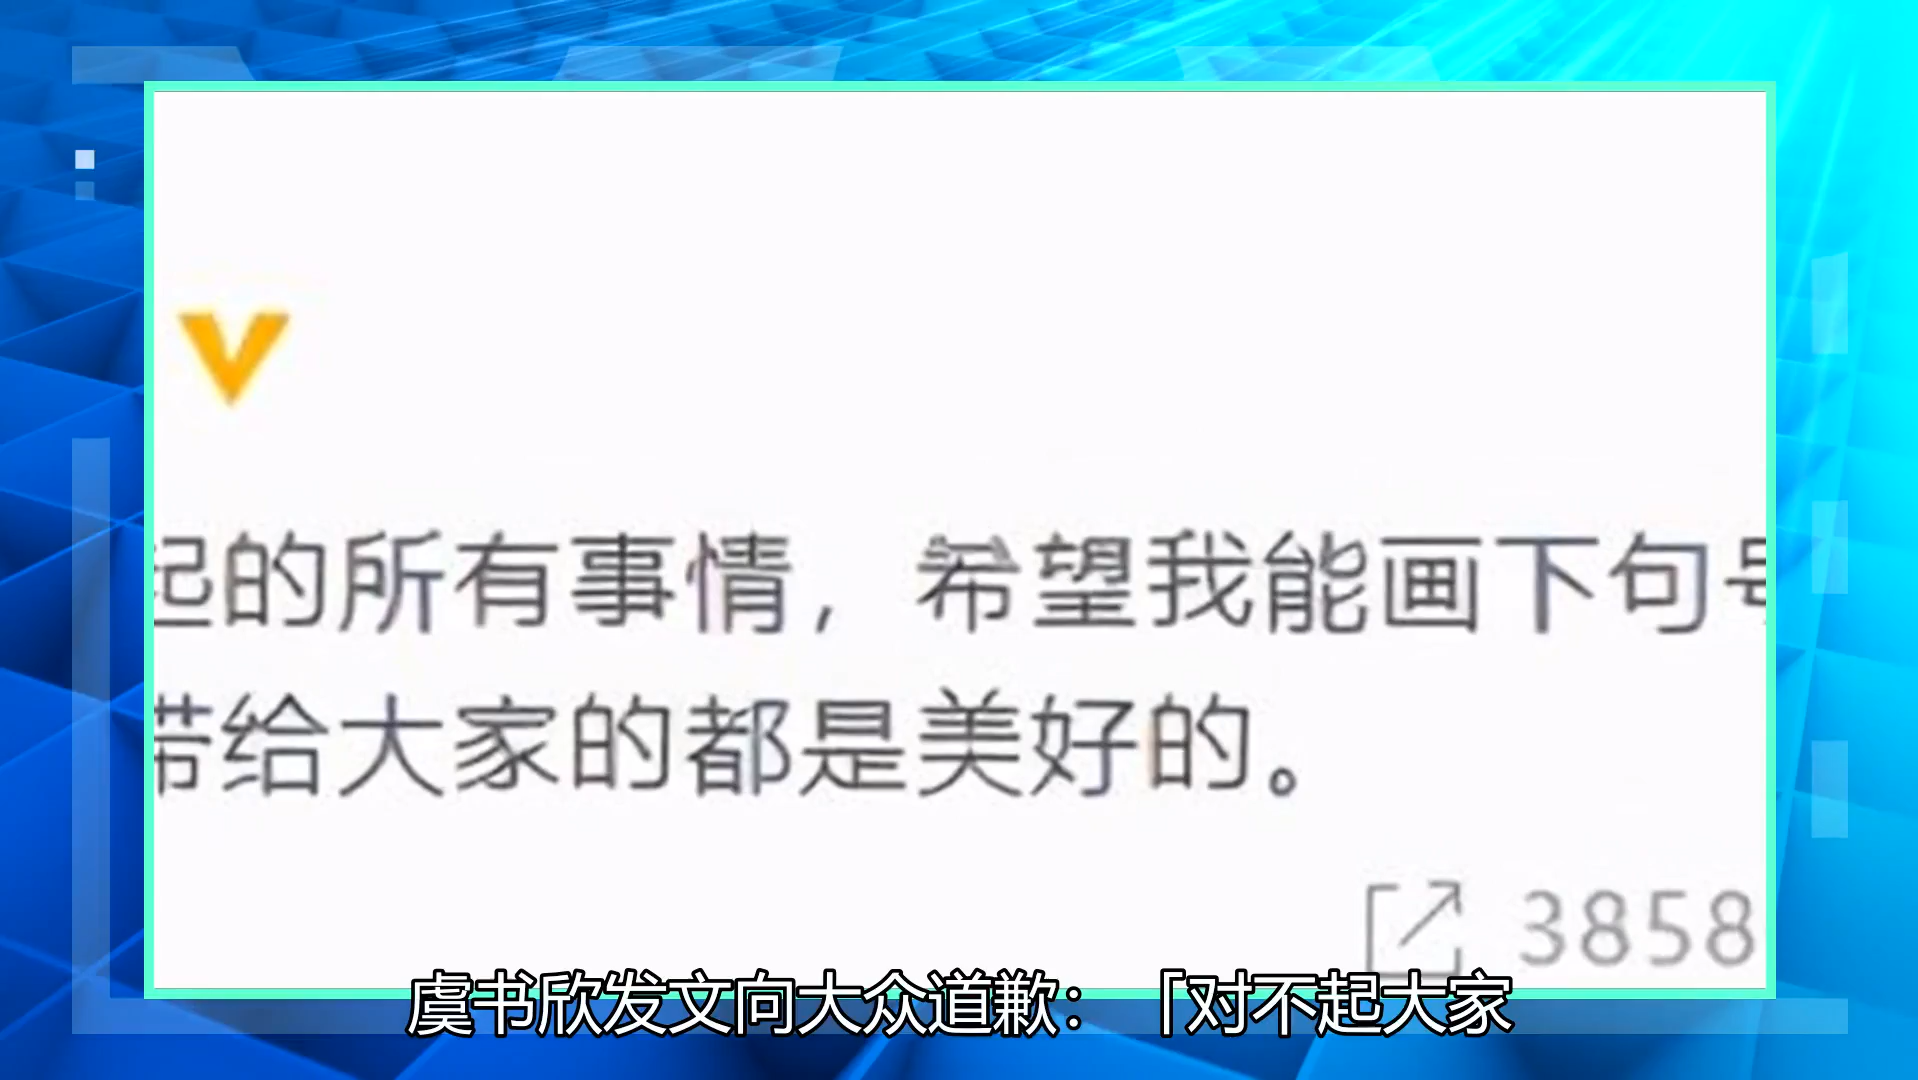 起的所有事情，希望我能画下句号
带给大家的都是美好的。
3858
虞书欣发文向大众道歉：「对不起大家